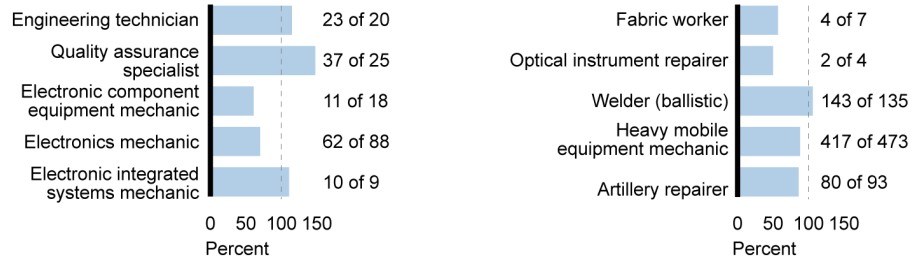 Engineering technician 23 of 20
Quality assurance
specialist 37 of 25
Electronic component
equipment mechanic 11 of 18
Electronics mechanic 62 of 88
Electronic integrated
systems mechanic 10 of 9
0 50 100 150
Percent
Fabric worker 4 of 7
Optical instrument repairer 2 of 4
Welder (ballistic) 143 of 135
Heavy mobile
equipment mechanic 417 of 473
Artillery repairer 80 of 93
0 50 100 150
Percent